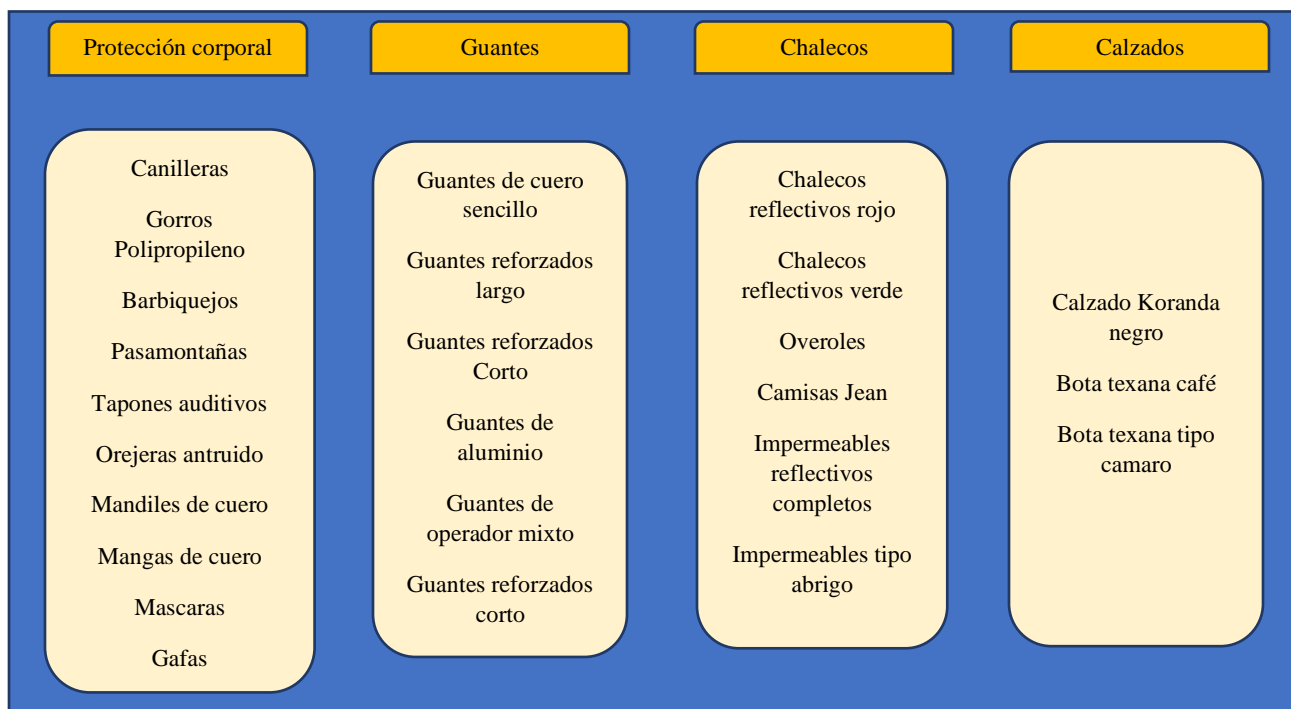 Protección corporal
Guantes
Chalecos
Calzados
Canilleras
Gorros
Polipropileno
Barbiquejos
Pasamontañas
Tapones auditivos
Orejeras antruido
Mandiles de cuero
Mangas de cuero
Mascaras
Gafas
Guantes de cuero
sencillo
Guantes reforzados
largo
Guantes reforzados
Corto
Guantes de
aluminio
Guantes de
operador mixto
Guantes reforzados
corto
Chalecos
reflectivos rojo
Chalecos
reflectivos verde
Overoles
Camisas Jean
Impermeables
reflectivos
completos
Impermeables tipo
abrigo
Calzado Koranda
negro
Bota texana café
Bota texana tipo
camaro